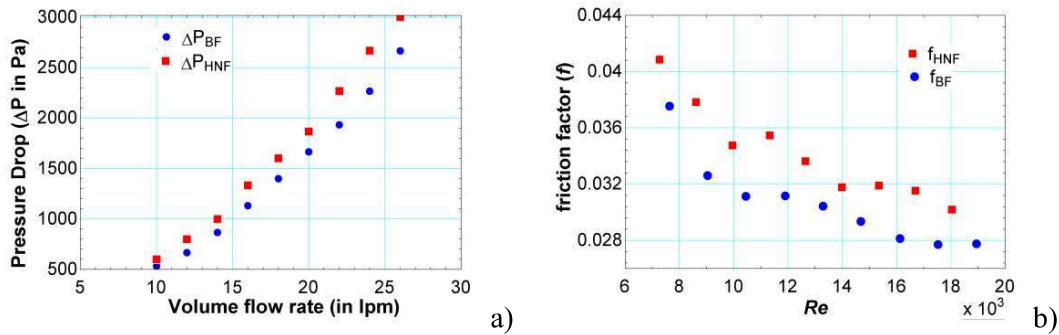 3000
2500
2000
1500
1000
500
5
10
15
20
25
30
Pressure Drop (ΔP in Pa)
Volume flow rate (in lpm)
ΔP_BF
ΔP_HNF
a)
0.044
0.04
0.036
0.032
0.028
6
8
10
12
14
16
18
20
x 10³
friction factor (f)
Re
f_HNF
f_BF
b)